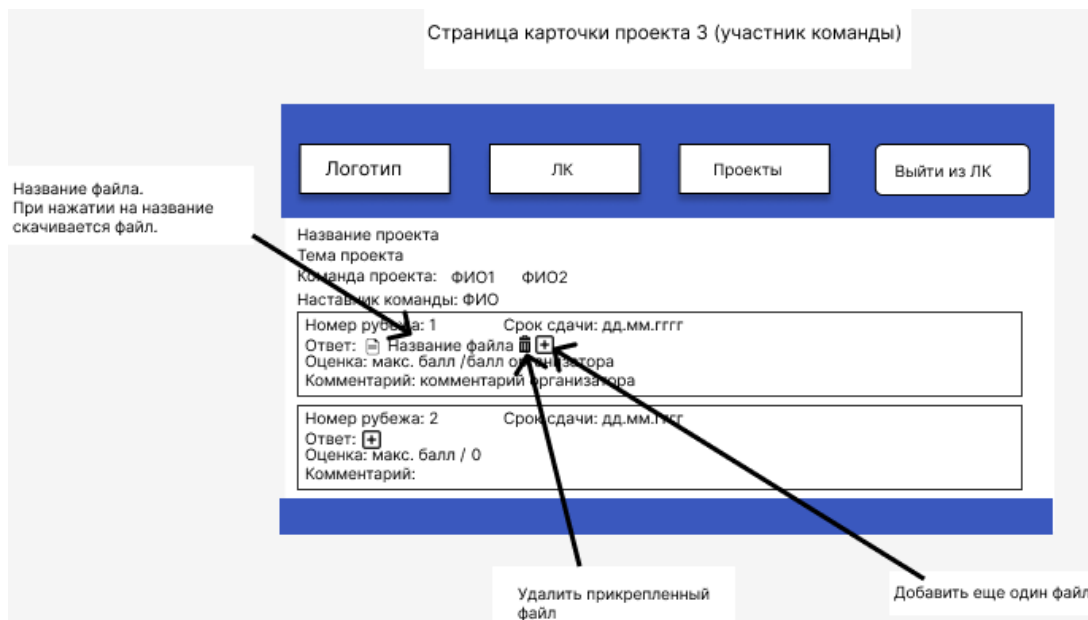 Страница карточки проекта 3 (участник команды)
Логотип
ЛК
Проекты
Выйти из ЛК
Название файла.
При нажатии на название
скачивается файл.
Название проекта
Тема проекта
Команда проекта: ФИО1 ФИО2
Наставник команды: ФИО
Номер рубежа: 1 Срок сдачи: дд.мм.гггг
Ответ: Название файла
Оценка: макс. балл /балл организатора
Комментарий: комментарий организатора
Номер рубежа: 2 Срок сдачи: дд.мм.гггг
Ответ:
Оценка: макс. балл / 0
Комментарий:
Удалить прикрепленный
файл
Добавить еще один файл